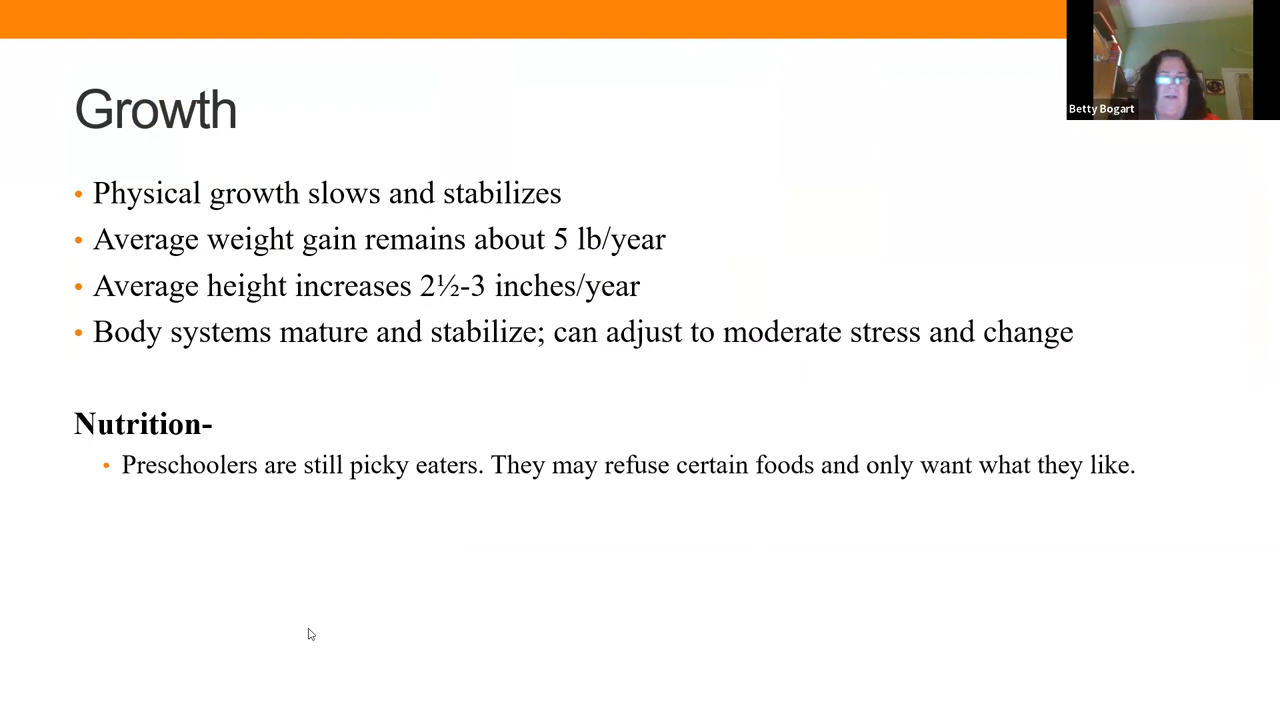 Betty Bogart
Growth
• Physical growth slows and stabilizes
• Average weight gain remains about 5 lb/year
• Average height increases 2½-3 inches/year
• Body systems mature and stabilize; can adjust to moderate stress and change
Nutrition-
• Preschoolers are still picky eaters. They may refuse certain foods and only want what they like.